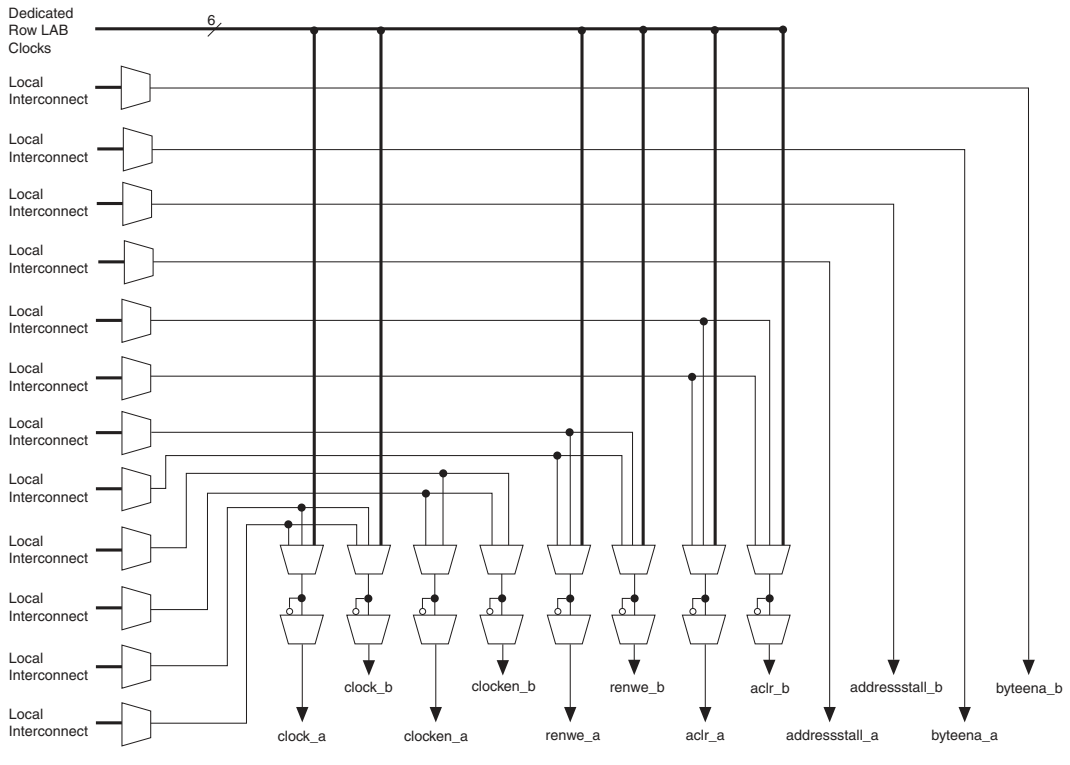 Dedicated
Row LAB
Clocks
6
Local
Interconnect
Local
Interconnect
Local
Interconnect
Local
Interconnect
Local
Interconnect
Local
Interconnect
Local
Interconnect
Local
Interconnect
Local
Interconnect
Local
Interconnect
Local
Interconnect
Local
Interconnect
clock_b
clocken_b
renwe_b
aclr_b
addressstall_b
byteena_b
clock_a
clocken_a
renwe_a
aclr_a
addressstall_a
byteena_a